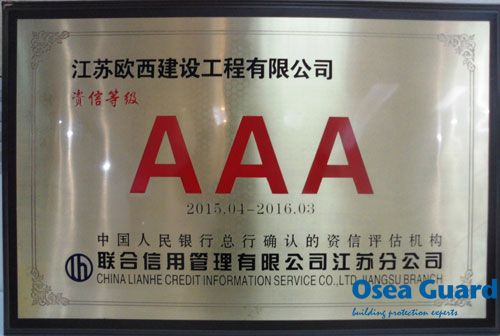 江苏欧西建设工程有限公司
资信等级
AAA
2015.04-2016.03
中国人民银行总行确认的资信评估机构
联合信用管理有限公司江苏分公司
CHINA LIANHE CREDIT INFORMATION SERVICE CO.,LTD JIANGSU BRANCH
Osea Guard
building protection experts